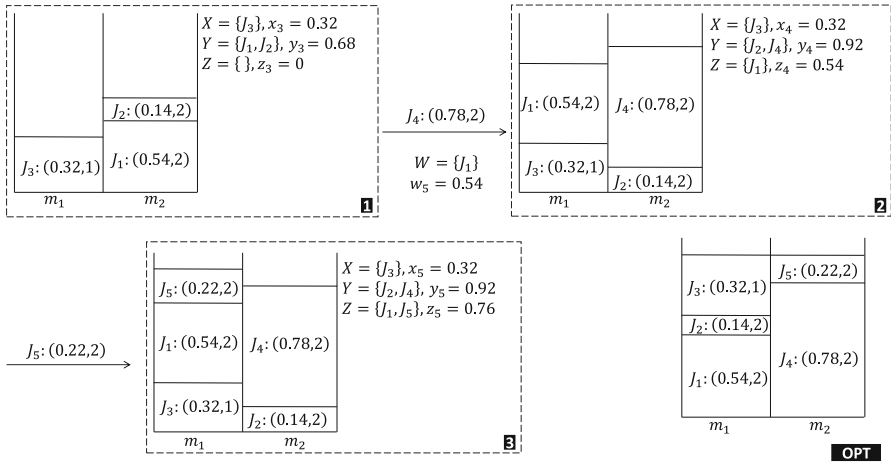 X = {J₃}, x₃ = 0.32
Y = {J₁, J₂}, y₃ = 0.68
Z = { }, z₃ = 0
J₂: (0.14,2)
J₃: (0.32,1)
J₁: (0.54,2)
m₁
m₂
1
J₄: (0.78,2)
W = {J₁}
w₅ = 0.54
X = {J₃}, x₄ = 0.32
Y = {J₂, J₄}, y₄ = 0.92
Z = {J₁}, z₄ = 0.54
J₁: (0.54,2)
J₄: (0.78,2)
J₃: (0.32,1)
J₂: (0.14,2)
m₁
m₂
2
J₅: (0.22,2)
X = {J₃}, x₅ = 0.32
Y = {J₂, J₄}, y₅ = 0.92
Z = {J₁, J₅}, z₅ = 0.76
J₅: (0.22,2)
J₁: (0.54,2)
J₄: (0.78,2)
J₃: (0.32,1)
J₂: (0.14,2)
m₁
m₂
3
J₅: (0.22,2)
J₃: (0.32,1)
J₂: (0.14,2)
J₄: (0.78,2)
J₁: (0.54,2)
m₁
m₂
OPT